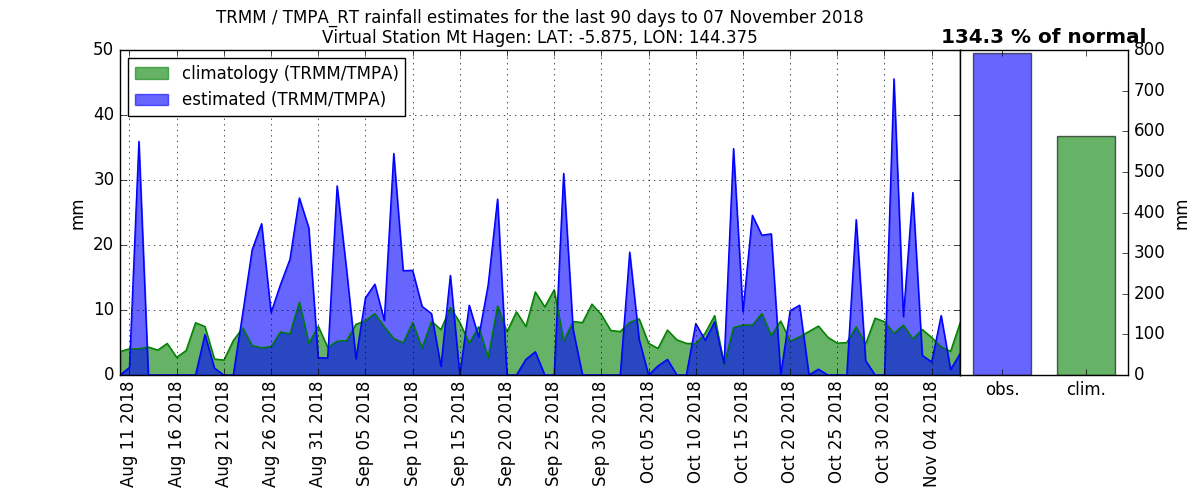 TRMM / TMPA_RT rainfall estimates for the last 90 days to 07 November 2018
Virtual Station Mt Hagen: LAT: -5.875, LON: 144.375
134.3 % of normal
climatology (TRMM/TMPA)
estimated (TRMM/TMPA)
50
40
30
20
10
0
mm
800
700
600
500
400
300
200
100
0
mm
Aug 11 2018
Aug 16 2018
Aug 21 2018
Aug 26 2018
Aug 31 2018
Sep 05 2018
Sep 10 2018
Sep 15 2018
Sep 20 2018
Sep 25 2018
Sep 30 2018
Oct 05 2018
Oct 10 2018
Oct 15 2018
Oct 20 2018
Oct 25 2018
Oct 30 2018
Nov 04 2018
obs.
clim.